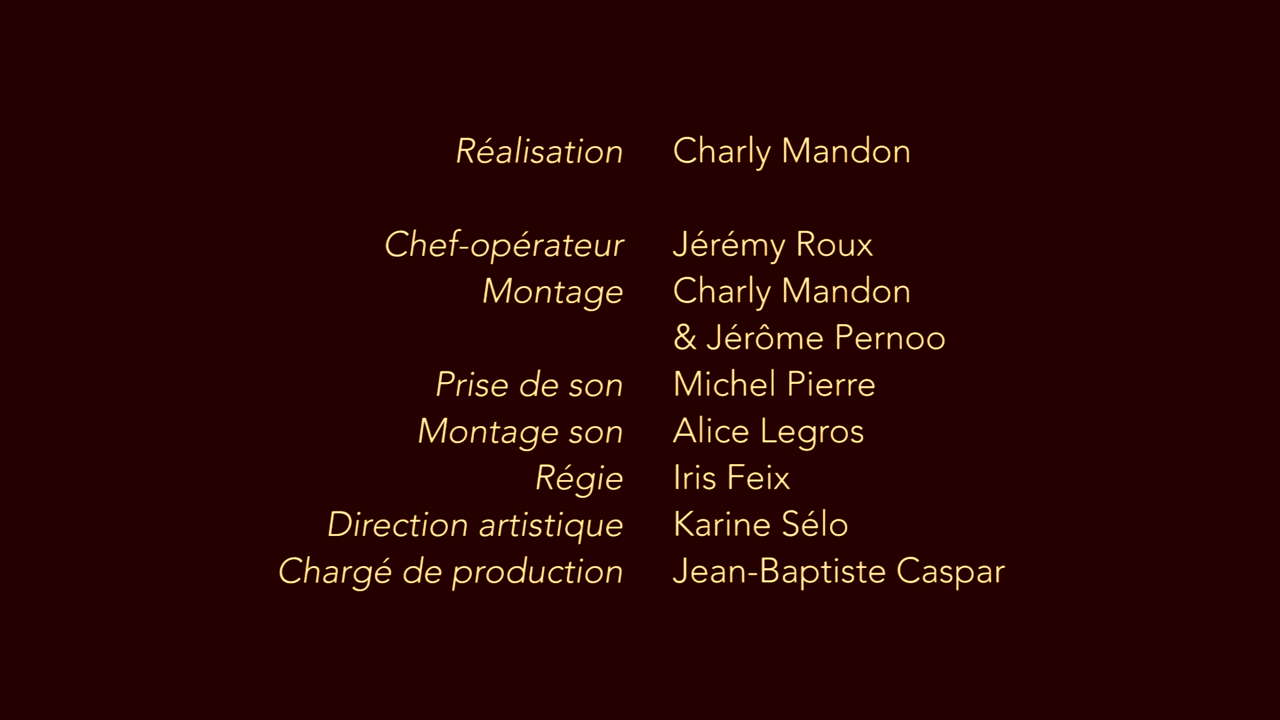 Réalisation Charly Mandon
Chef-opérateur Jérémy Roux
Montage Charly Mandon
& Jérôme Pernoo
Prise de son Michel Pierre
Montage son Alice Legros
Régie Iris Feix
Direction artistique Karine Sélo
Chargé de production Jean-Baptiste Caspar